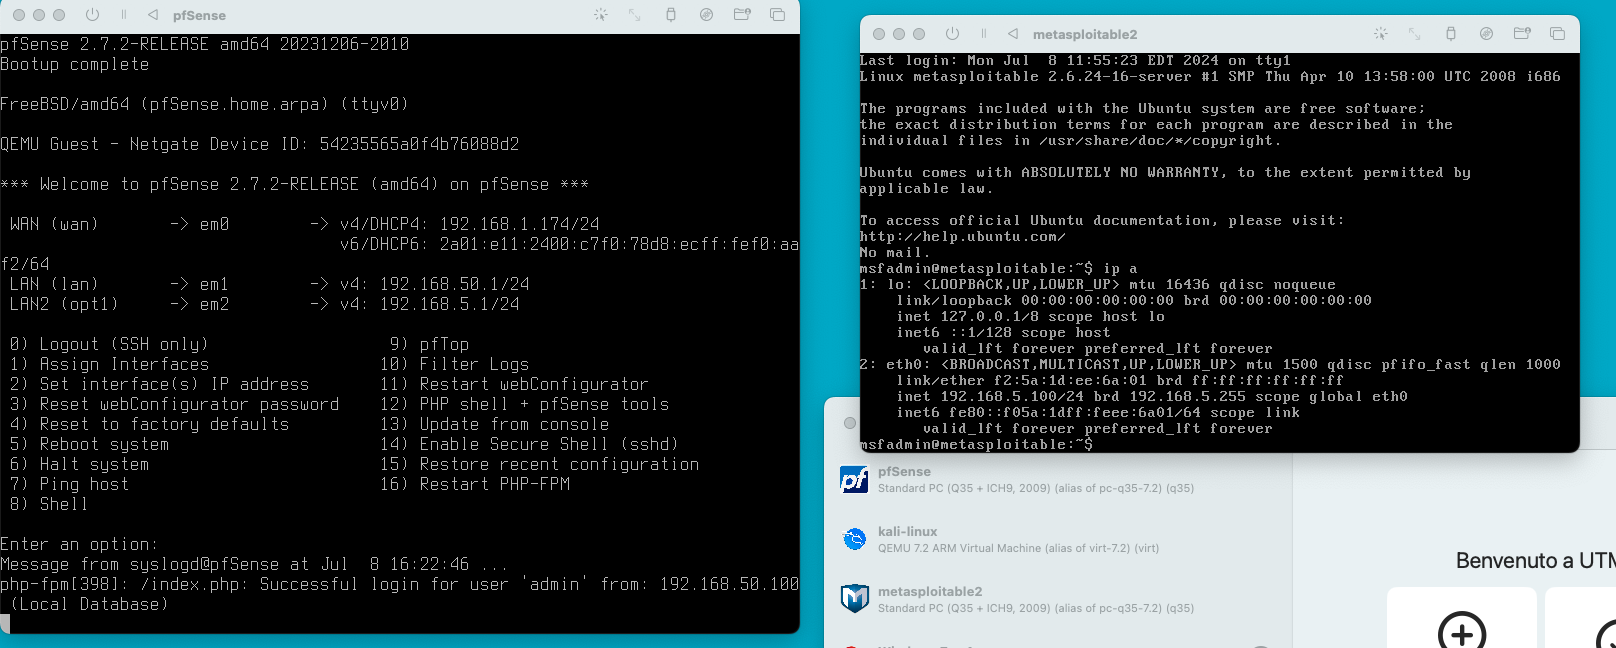 pfSense
pfSense 2.7.2-RELEASE amd64 20231206-2010
Bootup complete
FreeBSD/amd64 (pfSense.home.arpa) (ttyv0)
QEMU Guest - Netgate Device ID: 54235565a0f4b76088d2
*** Welcome to pfSense 2.7.2-RELEASE (amd64) on pfSense ***
WAN (wan) -> em0 -> v4/DHCP4: 192.168.1.174/24
v6/DHCP6: 2a01:e11:2400:c7f0:78d8:ecff:fef0:aa
f2/64
LAN (lan) -> em1 -> v4: 192.168.50.1/24
LAN2 (opt1) -> em2 -> v4: 192.168.5.1/24
0) Logout (SSH only) 9) pfTop
1) Assign Interfaces 10) Filter Logs
2) Set interface(s) IP address 11) Restart webConfigurator
3) Reset webConfigurator password 12) PHP shell + pfSense tools
4) Reset to factory defaults 13) Update from console
5) Reboot system 14) Enable Secure Shell (sshd)
6) Halt system 15) Restore recent configuration
7) Ping host 16) Restart PHP-FPM
8) Shell
Enter an option:
Message from syslogd@pfSense at Jul  8 16:22:46 ...
php-fpm[398]: /index.php: Successful login for user 'admin' from: 192.168.50.100
(Local Database)
metasploitable2
Last login: Mon Jul  8 11:55:23 EDT 2024 on tty1
Linux metasploitable 2.6.24-16-server #1 SMP Thu Apr 10 13:58:00 UTC 2008 i686
The programs included with the Ubuntu system are free software;
the exact distribution terms for each program are described in the
individual files in /usr/share/doc/*/copyright.
Ubuntu comes with ABSOLUTELY NO WARRANTY, to the extent permitted by
applicable law.
To access official Ubuntu documentation, please visit:
http://help.ubuntu.com/
No mail.
msfadmin@metasploitable:~$ ip a
1: lo: <LOOPBACK,UP,LOWER_UP> mtu 16436 qdisc noqueue
link/loopback 00:00:00:00:00:00 brd 00:00:00:00:00:00
inet 127.0.0.1/8 scope host lo
inet6 ::1/128 scope host
valid_lft forever preferred_lft forever
2: eth0: <BROADCAST,MULTICAST,UP,LOWER_UP> mtu 1500 qdisc pfifo_fast qlen 1000
link/ether f2:5a:1d:ee:6a:01 brd ff:ff:ff:ff:ff:ff
inet 192.168.5.100/24 brd 192.168.5.255 scope global eth0
inet6 fe80::f05a:1dff:feee:6a01/64 scope link
valid_lft forever preferred_lft forever
msfadmin@metasploitable:~$
pf
pfSense
Standard PC (Q35 + ICH9, 2009) (alias of pc-q35-7.2) (q35)
kali-linux
QEMU 7.2 ARM Virtual Machine (alias of virt-7.2) (virt)
metasploitable2
Standard PC (Q35 + ICH9, 2009) (alias of pc-q35-7.2) (q35)
Benvenuto a UTM